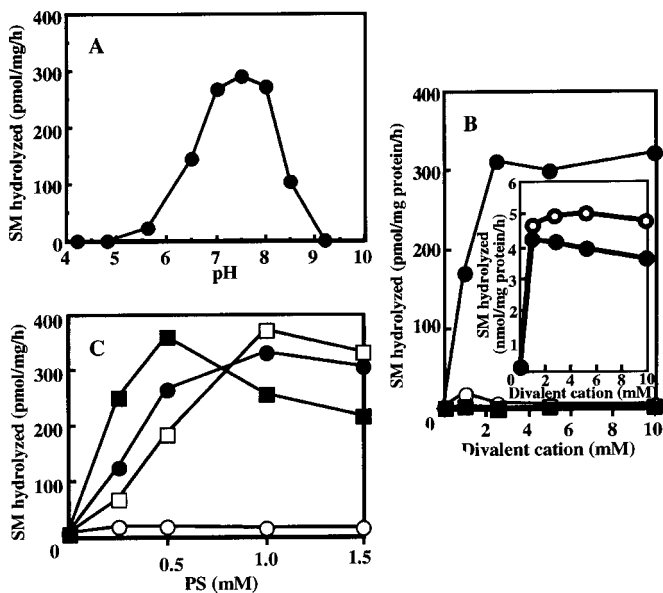 A
SM hydrolyzed (pmol/mg/h)
400
300
200
100
0
4 5 6 7 8 9 10
pH
B
SM hydrolyzed (pmol/mg protein/h)
400
300
200
100
0
0 2 4 6 8 10
Divalent cation (mM)
SM hydrolyzed
(nmol/mg protein/h)
6
5
4
3
2
1
0 2 4 6 8 10
Divalent cation (mM)
C
SM hydrolyzed (pmol/mg/h)
400
300
200
100
0
0.5 1.0 1.5
PS (mM)